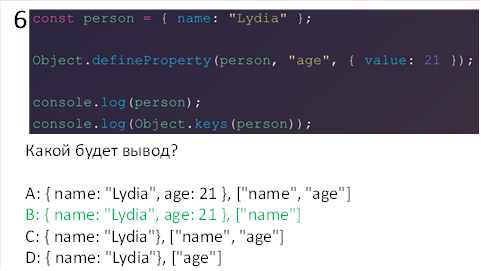 6
const person = { name: "Lydia" };
Object.defineProperty(person, "age", { value: 21 });
console.log(person);
console.log(Object.keys(person));
Какой будет вывод?
A: { name: "Lydia", age: 21 }, ["name", "age"]
B: { name: "Lydia", age: 21 }, ["name"]
C: { name: "Lydia"}, ["name", "age"]
D: { name: "Lydia"}, ["age"]